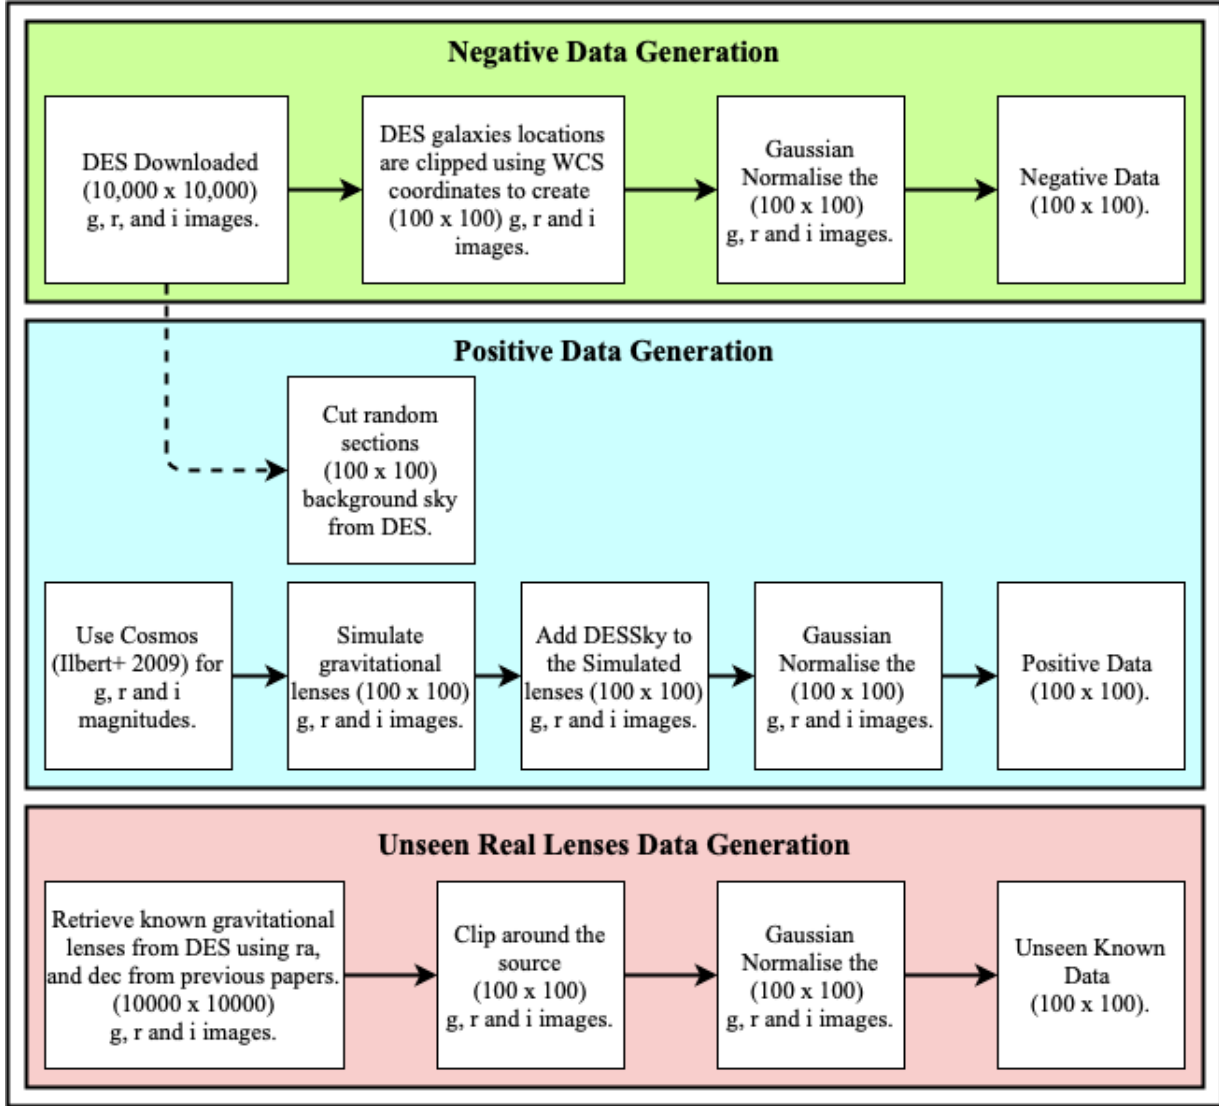 Negative Data Generation
DES Downloaded
(10,000 x 10,000)
g, r, and i images.
DES galaxies locations
are clipped using WCS
coordinates to create
(100 x 100) g, r and i
images.
Gaussian
Normalise the
(100 x 100)
g, r and i images.
Negative Data
(100 x 100).
Positive Data Generation
Cut random
sections
(100 x 100)
background sky
from DES.
Use Cosmos
(Ilbert+ 2009) for
g, r and i
magnitudes.
Simulate
gravitational
lenses (100 x 100)
g, r and i images.
Add DESSky to
the Simulated
lenses (100 x 100)
g, r and i images.
Gaussian
Normalise the
(100 x 100)
g, r and i images.
Positive Data
(100 x 100).
Unseen Real Lenses Data Generation
Retrieve known gravitational
lenses from DES using ra,
and dec from previous papers.
(10000 x 10000)
g, r and i images.
Clip around the
source
(100 x 100)
g, r and i images.
Gaussian
Normalise the
(100 x 100)
g, r and i images.
Unseen Known
Data
(100 x 100).